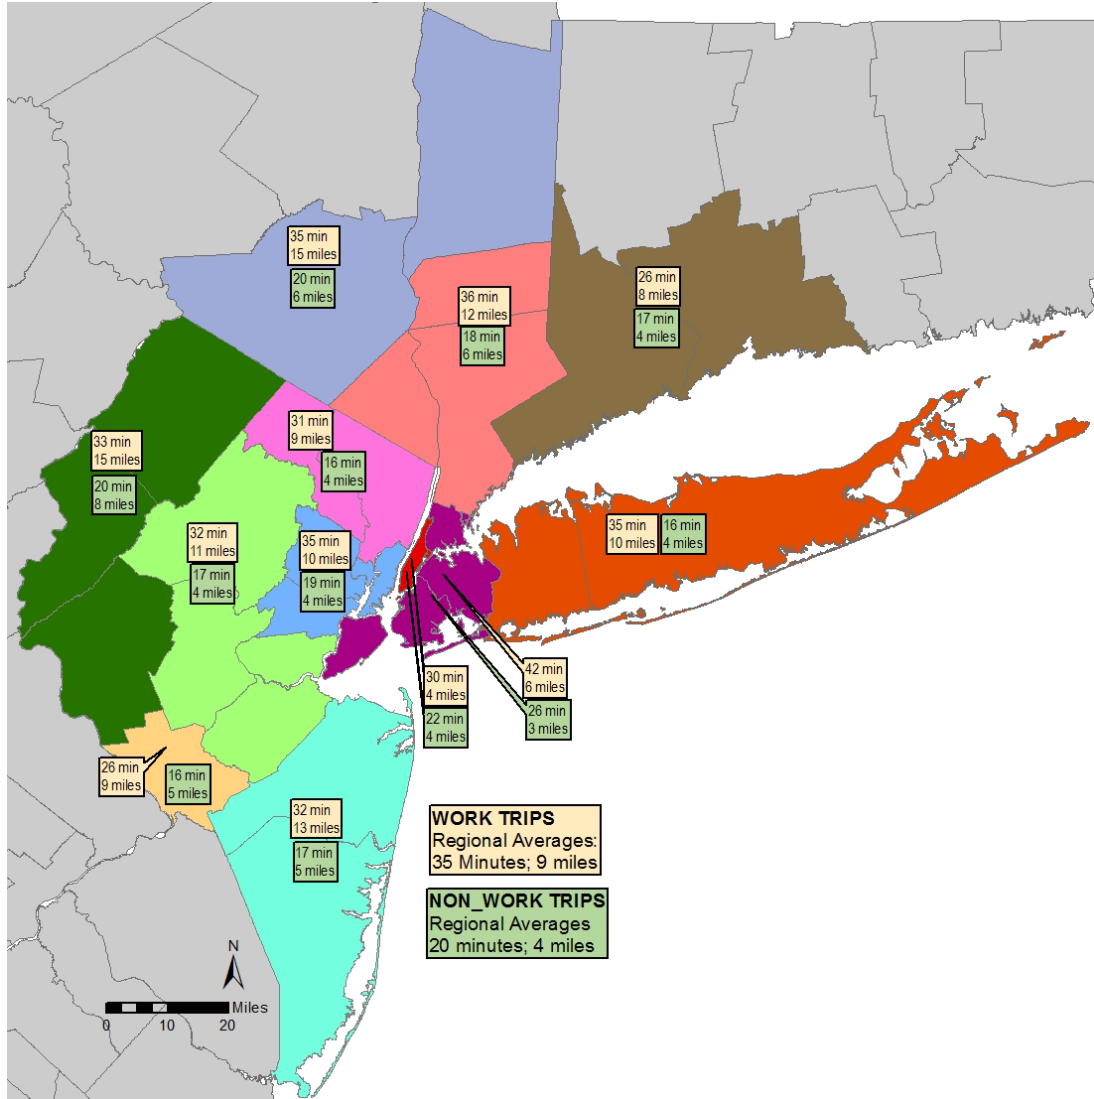 35 min
15 miles
20 min
6 miles
36 min
12 miles
18 min
6 miles
26 min
8 miles
17 min
4 miles
31 min
9 miles
16 min
4 miles
33 min
15 miles
20 min
8 miles
32 min
11 miles
17 min
4 miles
35 min
10 miles
19 min
4 miles
35 min
10 miles
16 min
4 miles
30 min
4 miles
22 min
4 miles
42 min
6 miles
26 min
3 miles
26 min
9 miles
16 min
5 miles
32 min
13 miles
17 min
5 miles
WORK TRIPS
Regional Averages:
35 Minutes; 9 miles
NON_WORK TRIPS
Regional Averages
20 minutes; 4 miles
N
Miles
0 10 20